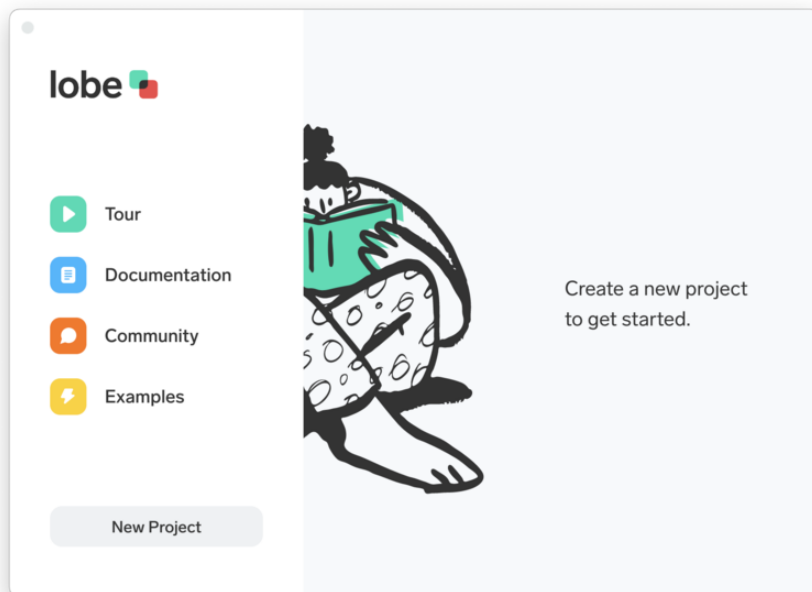 lobe
Tour
Documentation
Community
Examples
New Project
Create a new project
to get started.